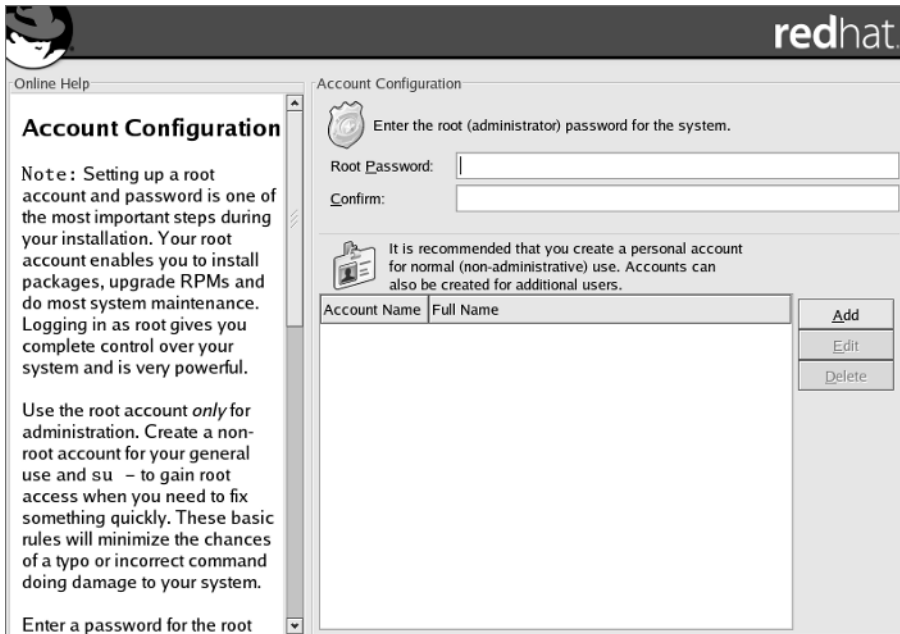 redhat.
Online Help
Account Configuration
Note: Setting up a root
account and password is one of
the most important steps during
your installation. Your root
account enables you to install
packages, upgrade RPMs and
do most system maintenance.
Logging in as root gives you
complete control over your
system and is very powerful.
Use the root account only for
administration. Create a non-
root account for your general
use and su - to gain root
access when you need to fix
something quickly. These basic
rules will minimize the chances
of a typo or incorrect command
doing damage to your system.
Enter a password for the root
Account Configuration
Enter the root (administrator) password for the system.
Root Password:
Confirm:
It is recommended that you create a personal account
for normal (non-administrative) use. Accounts can
also be created for additional users.
Account Name Full Name
Add
Edit
Delete